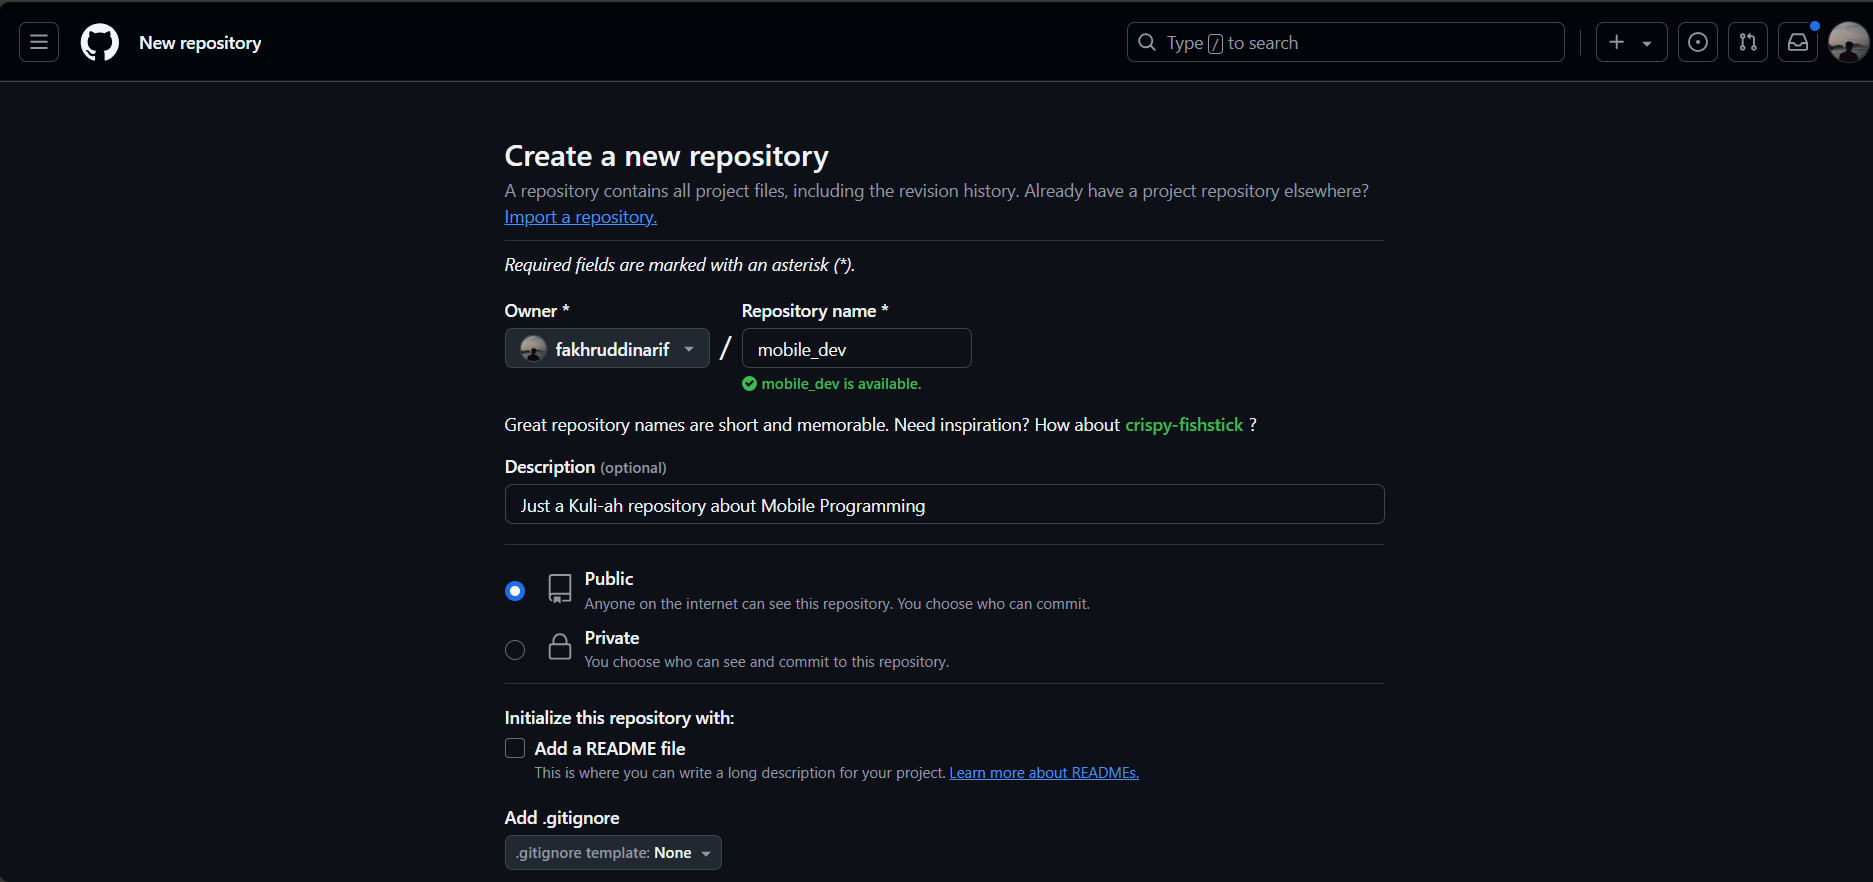 New repository
Type / to search
Create a new repository
A repository contains all project files, including the revision history. Already have a project repository elsewhere?
Import a repository.
Required fields are marked with an asterisk (*).
Owner *
Repository name *
fakhruddinarif
/
mobile_dev
mobile_dev is available.
Great repository names are short and memorable. Need inspiration? How about crispy-fishstick ?
Description (optional)
Just a Kuli-ah repository about Mobile Programming
Public
Anyone on the internet can see this repository. You choose who can commit.
Private
You choose who can see and commit to this repository.
Initialize this repository with:
Add a README file
This is where you can write a long description for your project. Learn more about READMEs.
Add .gitignore
.gitignore template: None